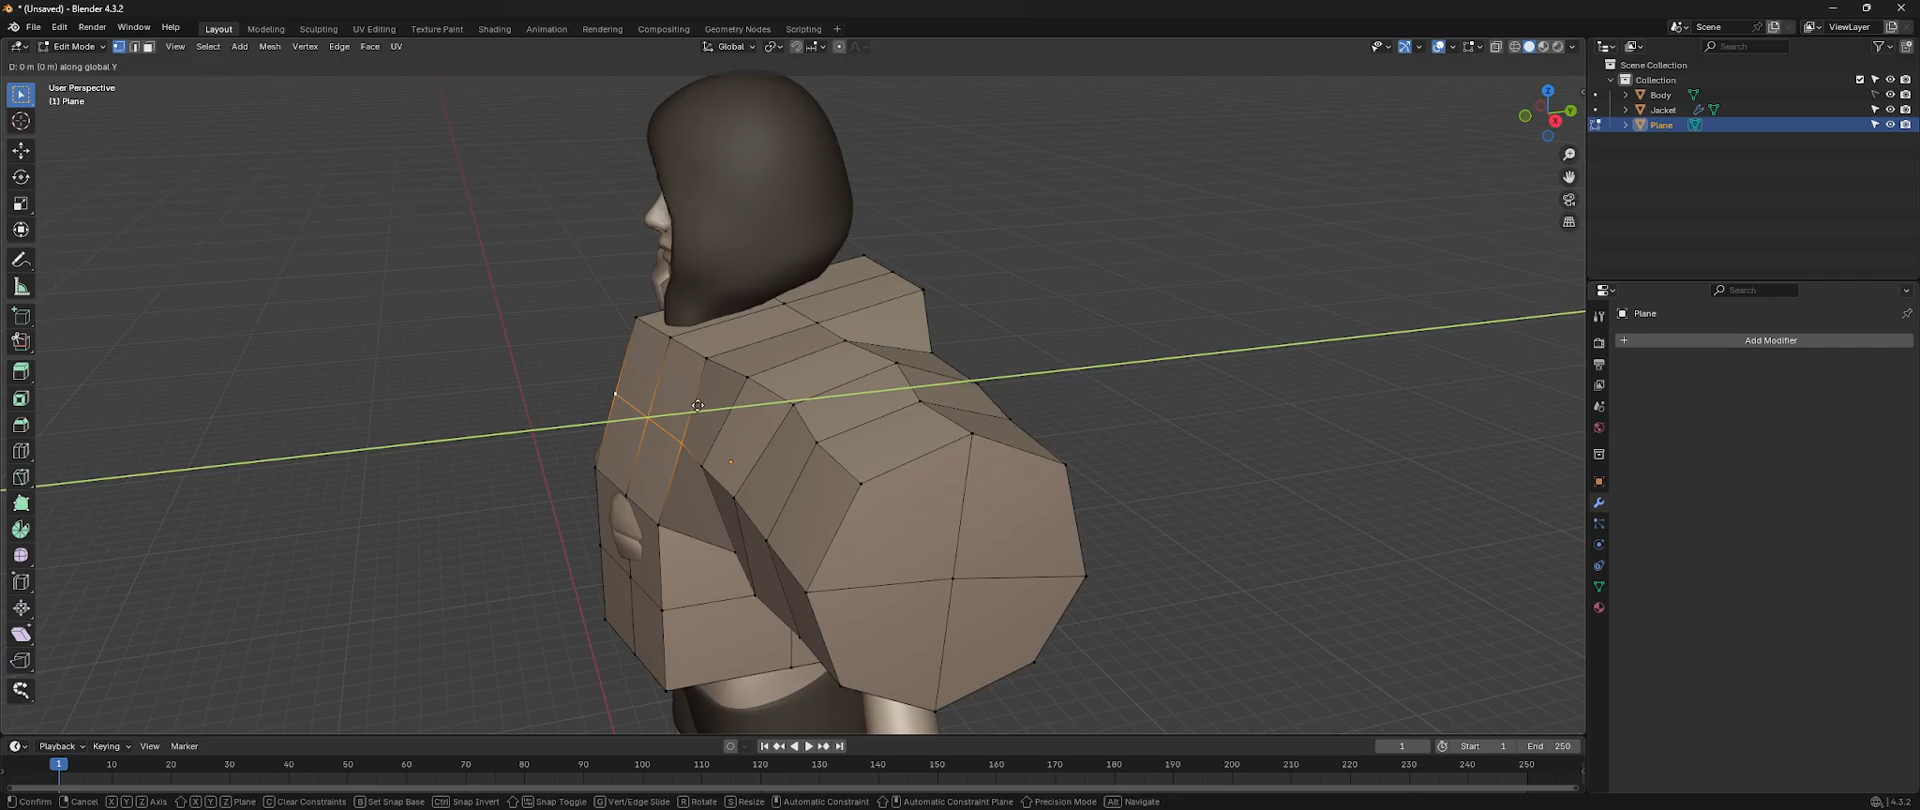 * (Unsaved) - Blender 4.3.2
File Edit Render Window Help Layout Modeling Sculpting UV Editing Texture Paint Shading Animation Rendering Compositing Geometry Nodes Scripting + Scene ViewLayer
Edit Mode View Select Add Mesh Vertex Edge Face UV Global Search
D: 0 m (0 m) along global Y
User Perspective
(1) Plane
Scene Collection
Collection
Body
Jacket
Plane
Z
Y
X
Search
Plane
+ Add Modifier
Playback Keying View Marker 1 Start 1 End 250
1 10 20 30 40 50 60 70 80 90 100 110 120 130 140 150 160 170 180 190 200 210 220 230 240 250
Confirm Cancel X Y Z Axis X Y Z Plane C Clear Constraints B Set Snap Base Ctrl Snap Invert Snap Toggle G Vert/Edge Slide R Rotate S Resize Automatic Constraint Automatic Constraint Plane Precision Mode Alt Navigate 4.3.2